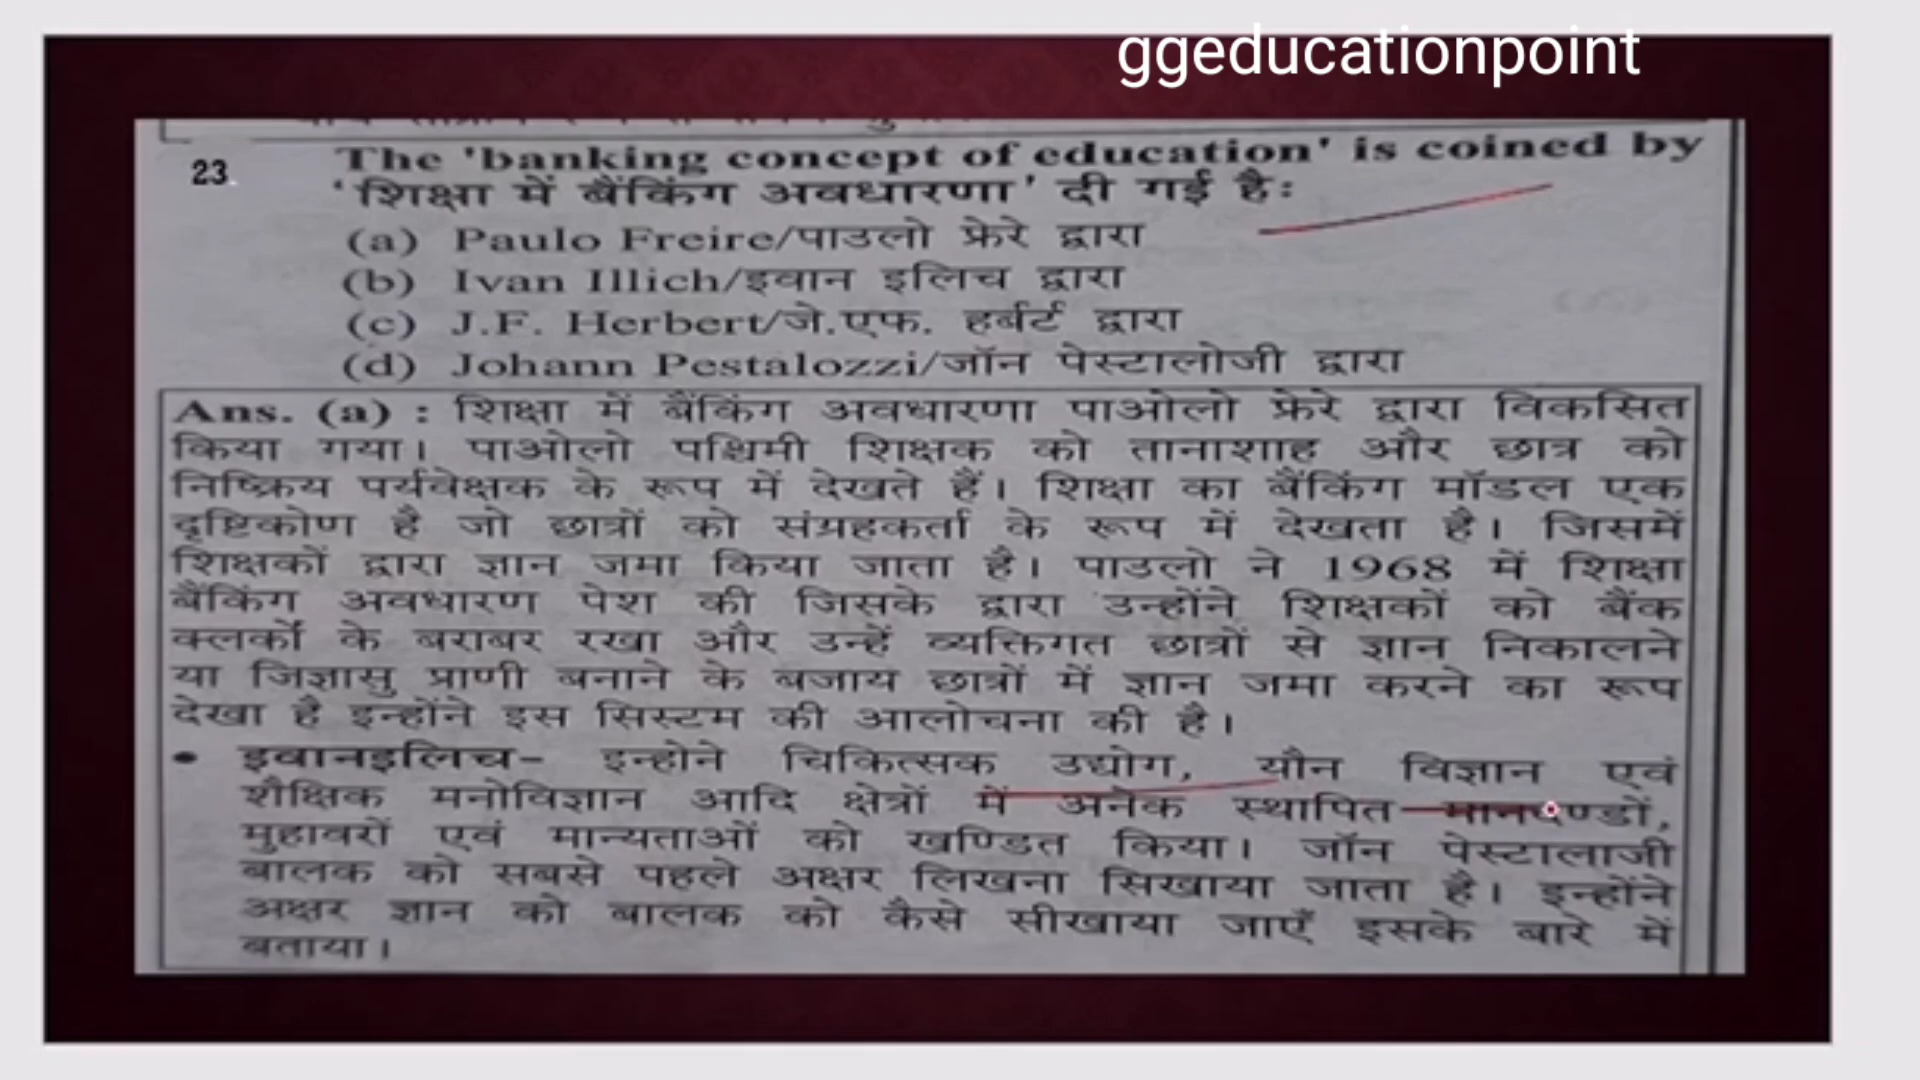 ggeducationpoint
23. The 'banking concept of education' is coined by
'शिक्षा में बैंकिंग अवधारणा' दी गई है:
(a) Paulo Freire/पाउलो फ्रेरे द्वारा
(b) Ivan Illich/इवान इलिच द्वारा
(c) J.F. Herbert/जे.एफ. हर्बर्ट द्वारा
(d) Johann Pestalozzi/जॉन पेस्टालोजी द्वारा
Ans. (a) : शिक्षा में बैंकिंग अवधारणा पाओलो फ्रेरे द्वारा विकसित
किया गया। पाओलो पश्चिमी शिक्षक को तानाशाह और छात्र को
निष्क्रिय पर्यवेक्षक के रूप में देखते हैं। शिक्षा का बैंकिंग मॉडल एक
दृष्टिकोण है जो छात्रों को संग्रहकर्ता के रूप में देखता है। जिसमें
शिक्षकों द्वारा ज्ञान जमा किया जाता है। पाउलो ने 1968 में शिक्षा
बैंकिंग अवधारण पेश की जिसके द्वारा उन्होंने शिक्षकों को बैंक
क्लर्कों के बराबर रखा और उन्हें व्यक्तिगत छात्रों से ज्ञान निकालने
या जिज्ञासु प्राणी बनाने के बजाय छात्रों में ज्ञान जमा करने का रूप
देखा है इन्होंने इस सिस्टम की आलोचना की है।
• इवानइलिच- इन्होने चिकित्सक उद्योग, यौन विज्ञान एवं
शैक्षिक मनोविज्ञान आदि क्षेत्रों में अनेक स्थापित मानदण्डों,
मुहावरों एवं मान्यताओं को खण्डित किया। जॉन पेस्टालाजी
बालक को सबसे पहले अक्षर लिखना सिखाया जाता है। इन्होंने
अक्षर ज्ञान को बालक को कैसे सीखाया जाएँ इसके बारे में
बताया।